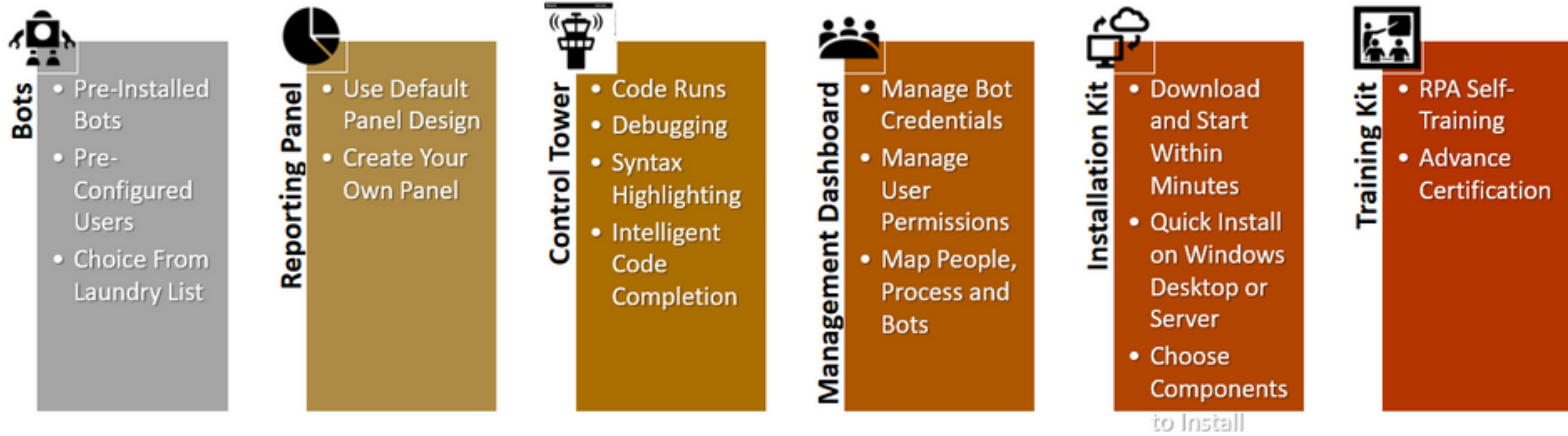 Bots
• Pre-Installed
Bots
• Pre-
Configured
Users
• Choice From
Laundry List
Reporting Panel
• Use Default
Panel Design
• Create Your
Own Panel
Control Tower
• Code Runs
• Debugging
• Syntax
Highlighting
• Intelligent
Code
Completion
Management Dashboard
• Manage Bot
Credentials
• Manage
User
Permissions
• Map People,
Process and
Bots
Installation Kit
• Download
and Start
Within
Minutes
• Quick Install
on Windows
Desktop or
Server
• Choose
Components
to Install
Training Kit
• RPA Self-
Training
• Advance
Certification